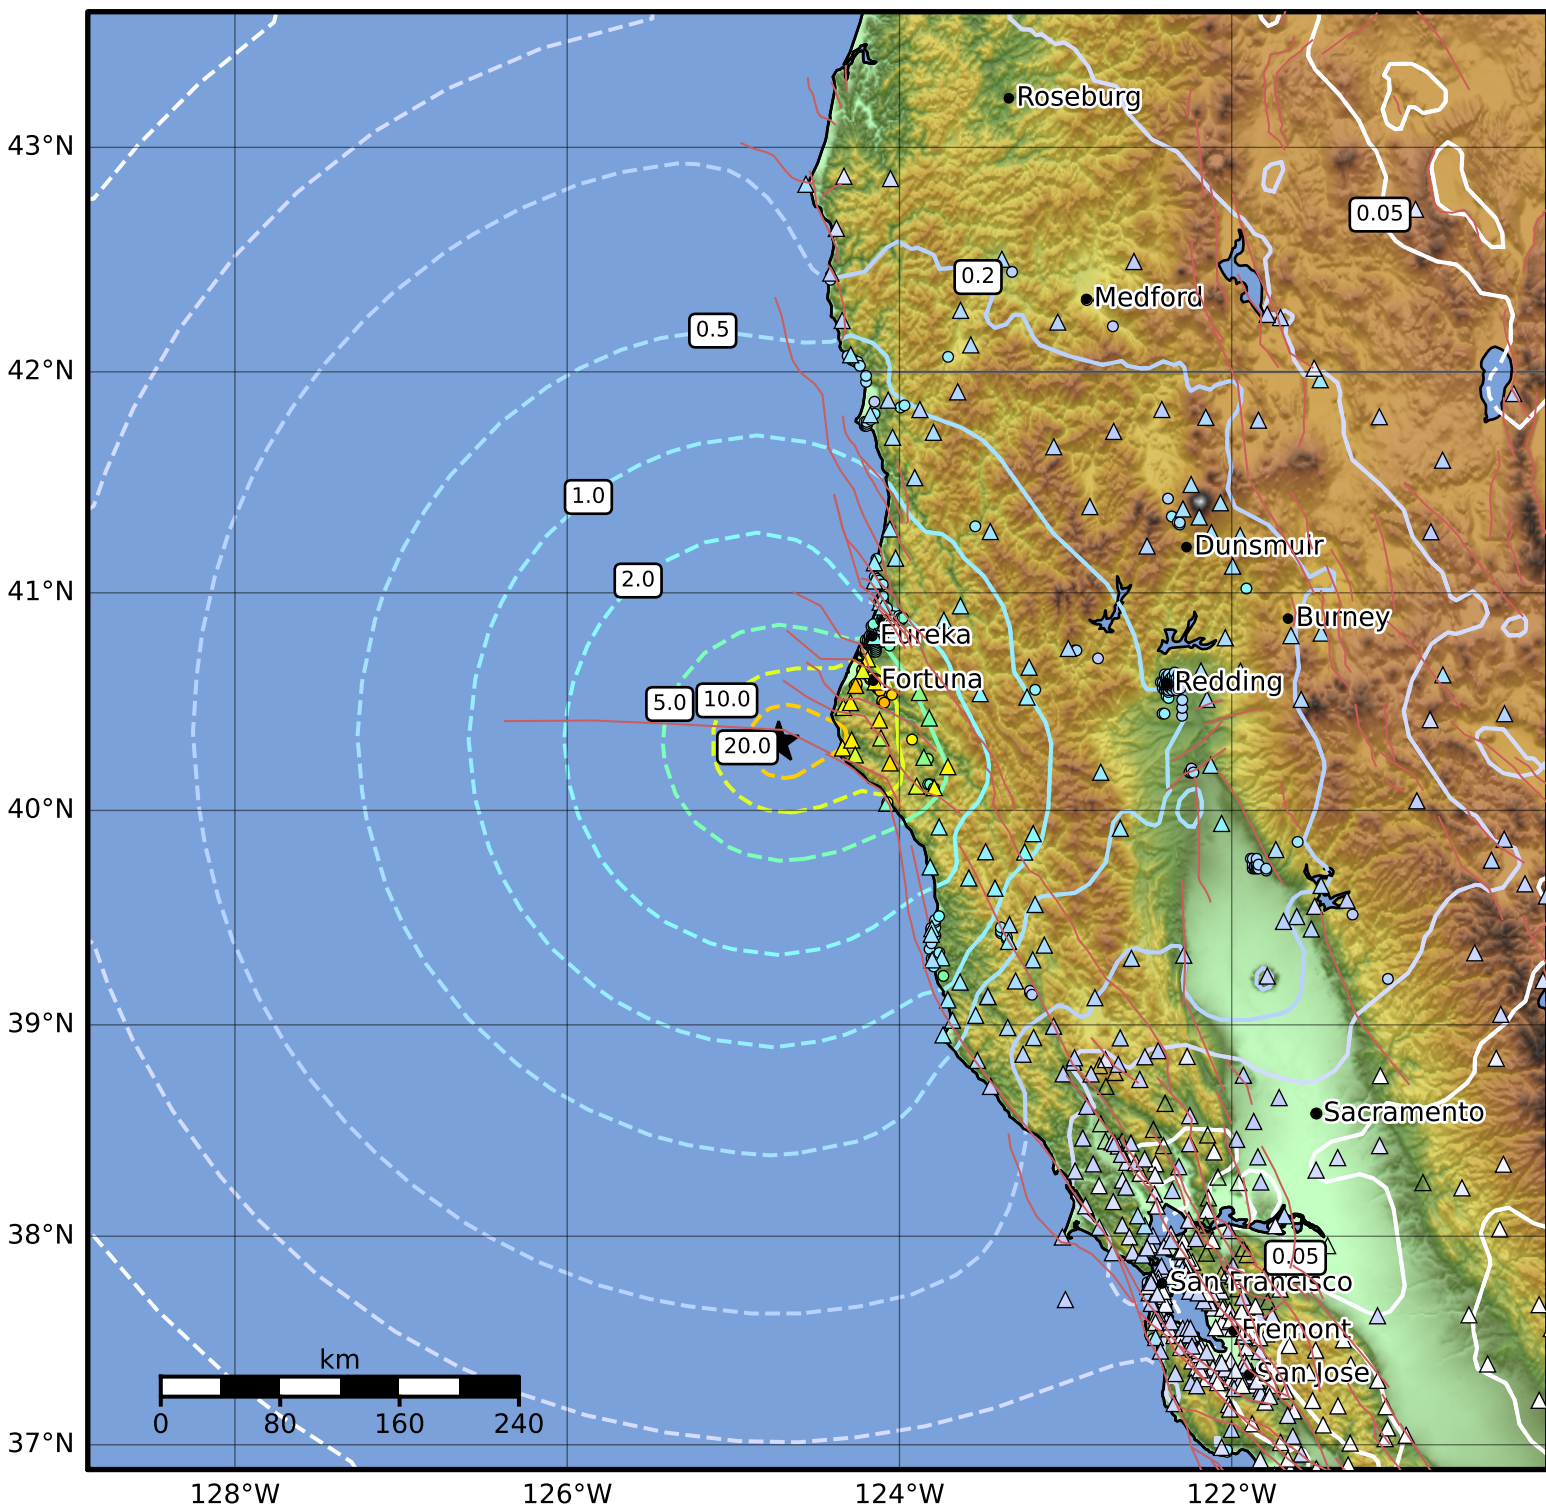 Roseburg
43°N
0.05
0.2
Medford
0.5
42°N
1.0
Dunsmuir
2.0
41°N
Burney
Eureka
Fortuna
Redding
5.0
10.0
20.0
40°N
39°N
Sacramento
38°N
0.05
San Francisco
Fremont
San Jose
km
0 80 160 240
37°N
128°W 126°W 124°W 122°W